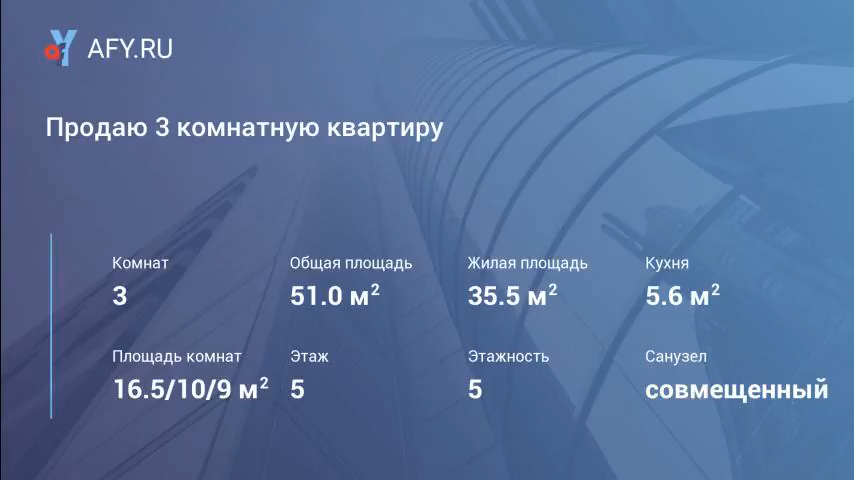 AFY.RU
Продаю 3 комнатную квартиру
Комнат Общая площадь Жилая площадь Кухня
3 51.0 м² 35.5 м² 5.6 м²
Площадь комнат Этаж Этажность Санузел
16.5/10/9 м² 5 5 совмещенный